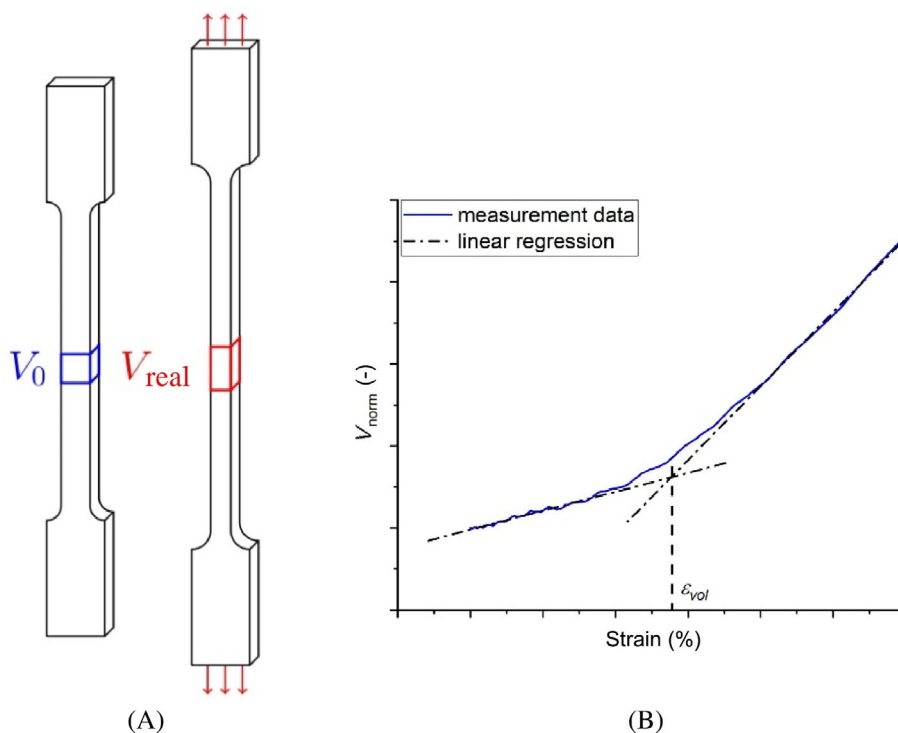 V0
Vreal
measurement data
linear regression
Vnorm (-)
εvol
Strain (%)
(A)
(B)